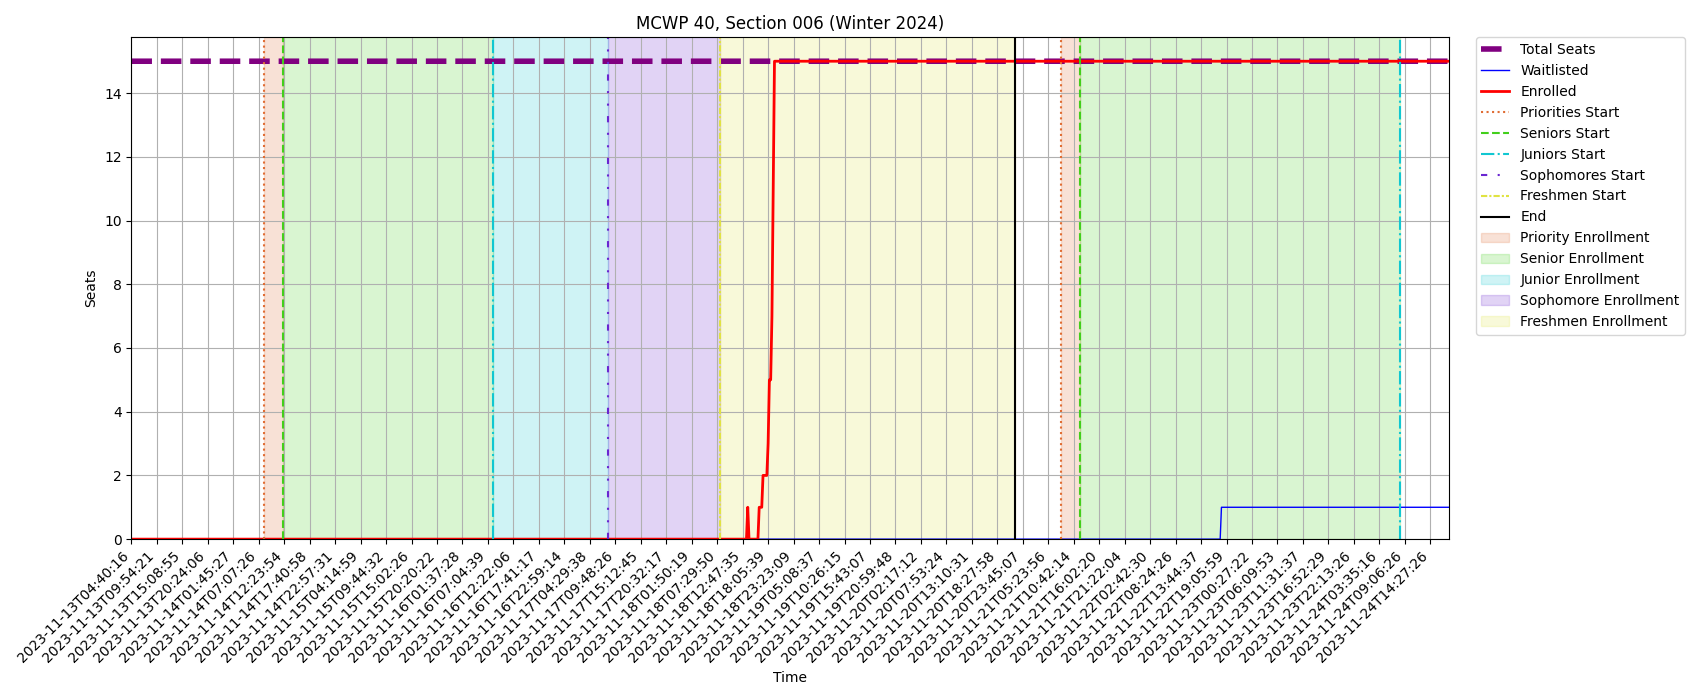 MCWP 40, Section 006 (Winter 2024)
Total Seats
Waitlisted
Enrolled
Priorities Start
Seniors Start
Juniors Start
Sophomores Start
Freshmen Start
End
Priority Enrollment
Senior Enrollment
Junior Enrollment
Sophomore Enrollment
Freshmen Enrollment
Seats
14
12
10
8
6
4
2
0
2023-11-13T04:40:16
2023-11-13T09:54:21
2023-11-13T15:08:55
2023-11-13T20:24:06
2023-11-14T01:45:27
2023-11-14T07:07:26
2023-11-14T12:23:54
2023-11-14T17:40:58
2023-11-14T22:57:31
2023-11-15T04:14:59
2023-11-15T09:44:32
2023-11-15T15:02:26
2023-11-15T20:20:22
2023-11-16T01:37:28
2023-11-16T07:04:39
2023-11-16T12:22:06
2023-11-16T17:41:17
2023-11-16T22:59:14
2023-11-17T04:29:38
2023-11-17T09:48:26
2023-11-17T15:12:45
2023-11-17T20:32:17
2023-11-18T01:50:19
2023-11-18T07:29:50
2023-11-18T12:47:35
2023-11-18T18:05:39
2023-11-18T23:23:09
2023-11-19T05:08:37
2023-11-19T10:26:15
2023-11-19T15:43:07
2023-11-19T20:59:48
2023-11-20T02:17:12
2023-11-20T07:53:24
2023-11-20T13:10:31
2023-11-20T18:27:58
2023-11-20T23:45:07
2023-11-21T05:23:56
2023-11-21T10:42:14
2023-11-21T16:02:20
2023-11-21T21:22:04
2023-11-22T02:42:30
2023-11-22T08:24:26
2023-11-22T13:44:37
2023-11-22T19:05:59
2023-11-23T00:27:22
2023-11-23T06:09:53
2023-11-23T11:31:37
2023-11-23T16:52:29
2023-11-23T22:13:26
2023-11-24T03:35:16
2023-11-24T09:06:26
2023-11-24T14:27:26
Time